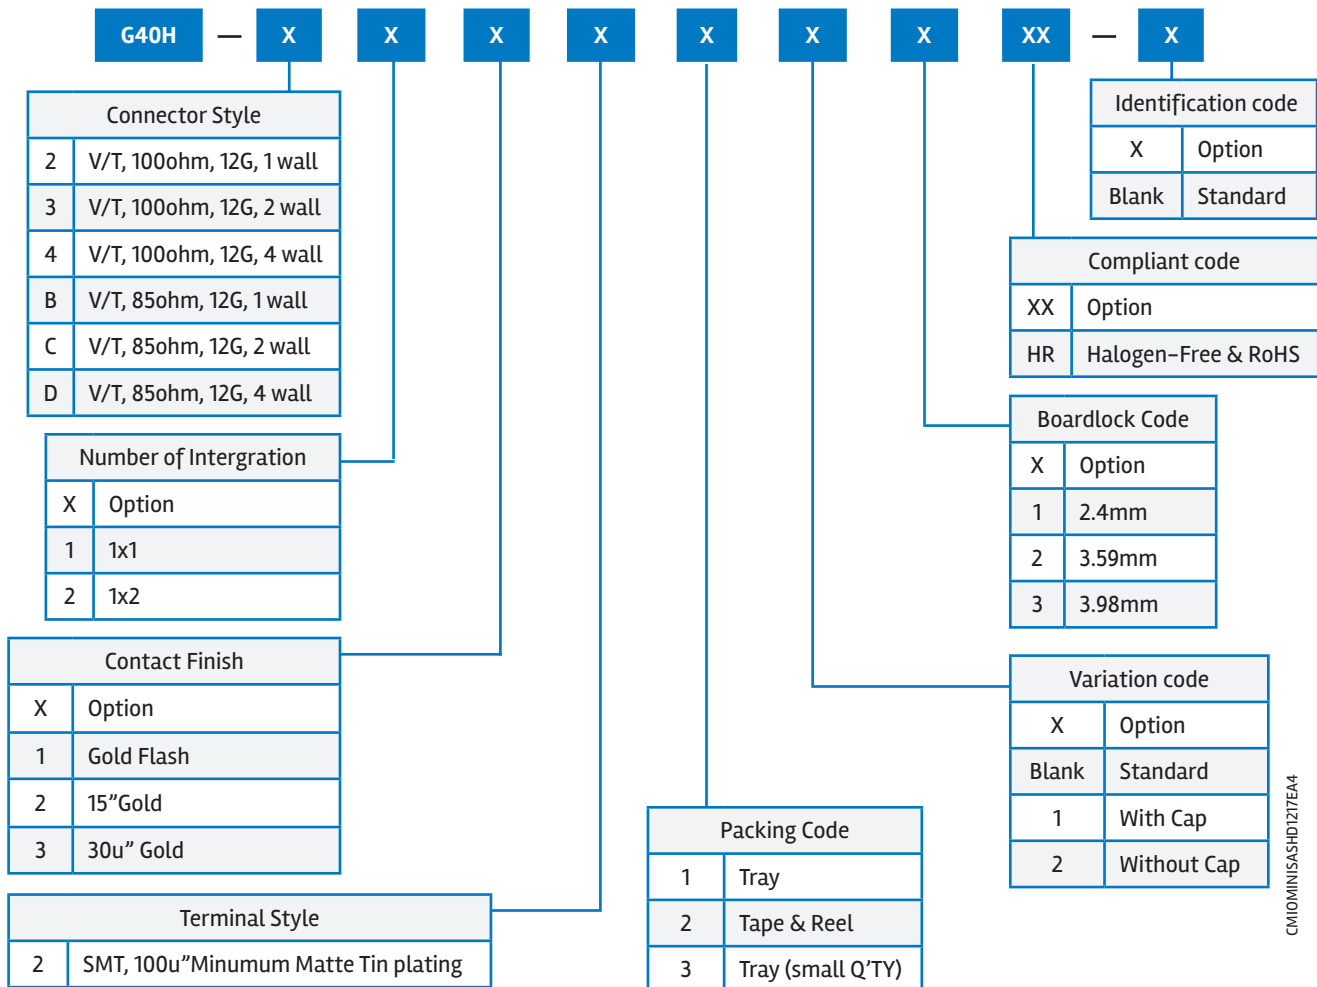 G40H — X X X X X X X XX — X
Connector Style
2 V/T, 100ohm, 12G, 1 wall
3 V/T, 100ohm, 12G, 2 wall
4 V/T, 100ohm, 12G, 4 wall
B V/T, 85ohm, 12G, 1 wall
C V/T, 85ohm, 12G, 2 wall
D V/T, 85ohm, 12G, 4 wall
Number of Intergration
X Option
1 1x1
2 1x2
Contact Finish
X Option
1 Gold Flash
2 15”Gold
3 30u” Gold
Terminal Style
2 SMT, 100u”Minumum Matte Tin plating
Packing Code
1 Tray
2 Tape & Reel
3 Tray (small Q’TY)
Identification code
X Option
Blank Standard
Compliant code
XX Option
HR Halogen–Free & RoHS
Boardlock Code
X Option
1 2.4mm
2 3.59mm
3 3.98mm
Variation code
X Option
Blank Standard
1 With Cap
2 Without Cap
CMIOMINISASHD1217EA4